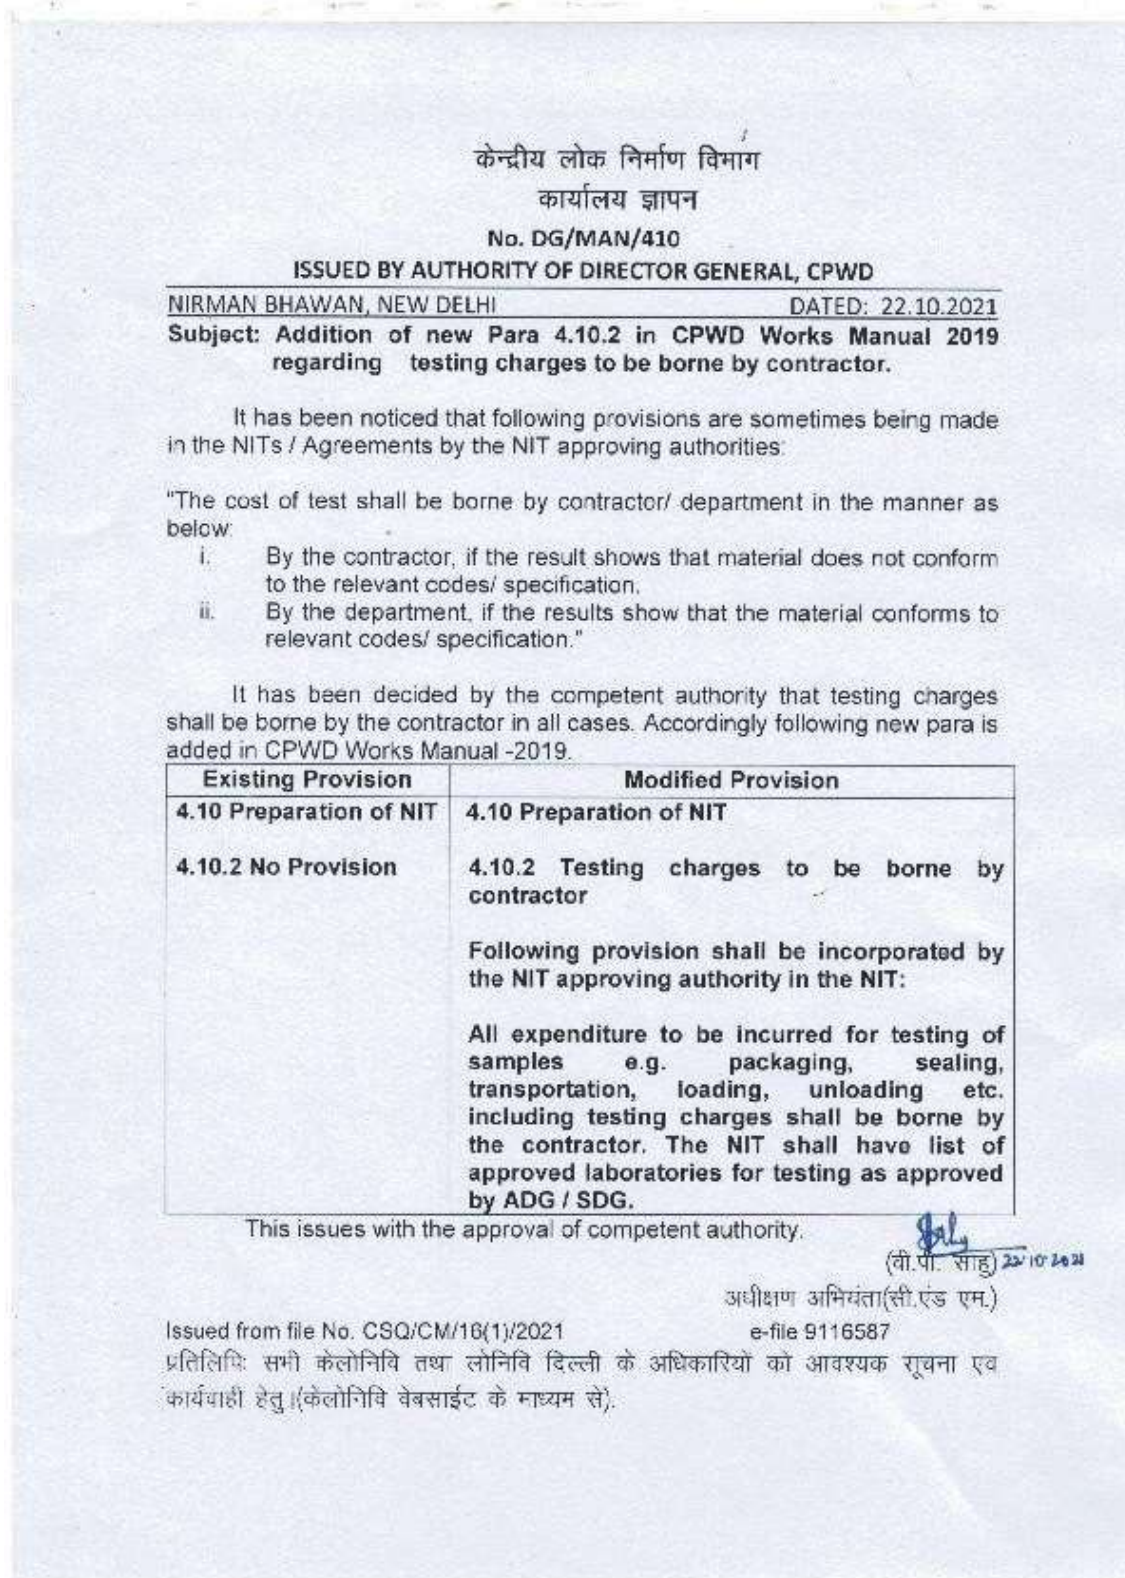 केन्द्रीय लोक निर्माण विभाग
कार्यालय ज्ञापन
No. DG/MAN/410
ISSUED BY AUTHORITY OF DIRECTOR GENERAL, CPWD
NIRMAN BHAWAN, NEW DELHI DATED: 22.10.2021
Subject: Addition of new Para 4.10.2 in CPWD Works Manual 2019
regarding testing charges to be borne by contractor.
It has been noticed that following provisions are sometimes being made
in the NITs / Agreements by the NIT approving authorities:
"The cost of test shall be borne by contractor/ department in the manner as
below:
i. By the contractor, if the result shows that material does not conform
to the relevant codes/ specification.
ii. By the department, if the results show that the material conforms to
relevant codes/ specification."
It has been decided by the competent authority that testing charges
shall be borne by the contractor in all cases. Accordingly following new para is
added in CPWD Works Manual -2019.
Existing Provision Modified Provision
4.10 Preparation of NIT 4.10 Preparation of NIT
4.10.2 No Provision 4.10.2 Testing charges to be borne by
contractor
Following provision shall be incorporated by
the NIT approving authority in the NIT:
All expenditure to be incurred for testing of
samples e.g. packaging, sealing,
transportation, loading, unloading etc.
including testing charges shall be borne by
the contractor. The NIT shall have list of
approved laboratories for testing as approved
by ADG / SDG.
This issues with the approval of competent authority.
(वी.पी. साहु) 22/10/2021
अधीक्षण अभियंता(सी.एंड एम.)
Issued from file No. CSQ/CM/16(1)/2021 e-file 9116587
प्रतिलिपिः सभी केलोनिवि तथा लोनिवि दिल्ली के अधिकारियों को आवश्यक सूचना एव
कार्यवाही हेतु।(केलोनिवि वेबसाईट के माध्यम से).